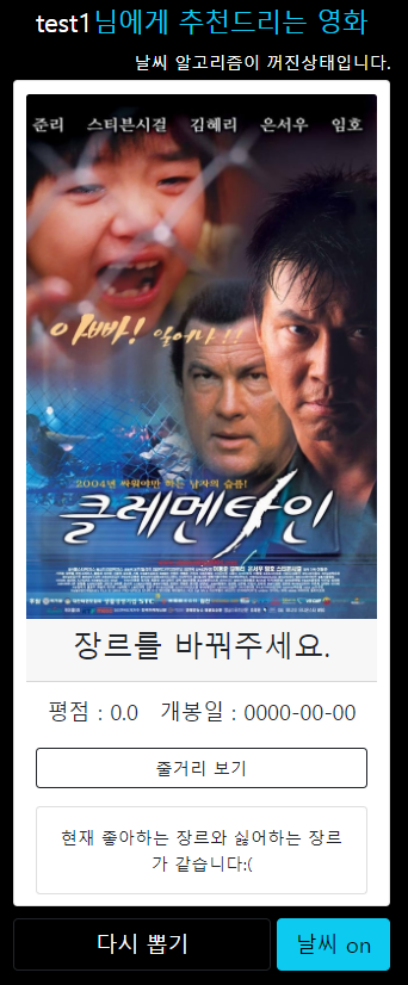 test1님에게 추천드리는 영화
날씨 알고리즘이 꺼진상태입니다.
준리 스티븐시걸 김혜리 은서우 임호
아빠! 일어나 !!
2004년 싸워야만 하는 남자의 슬픔!
클레멘타인
장르를 바꿔주세요.
평점 : 0.0 개봉일 : 0000-00-00
줄거리 보기
현재 좋아하는 장르와 싫어하는 장르
가 같습니다:(
다시 뽑기
날씨 on